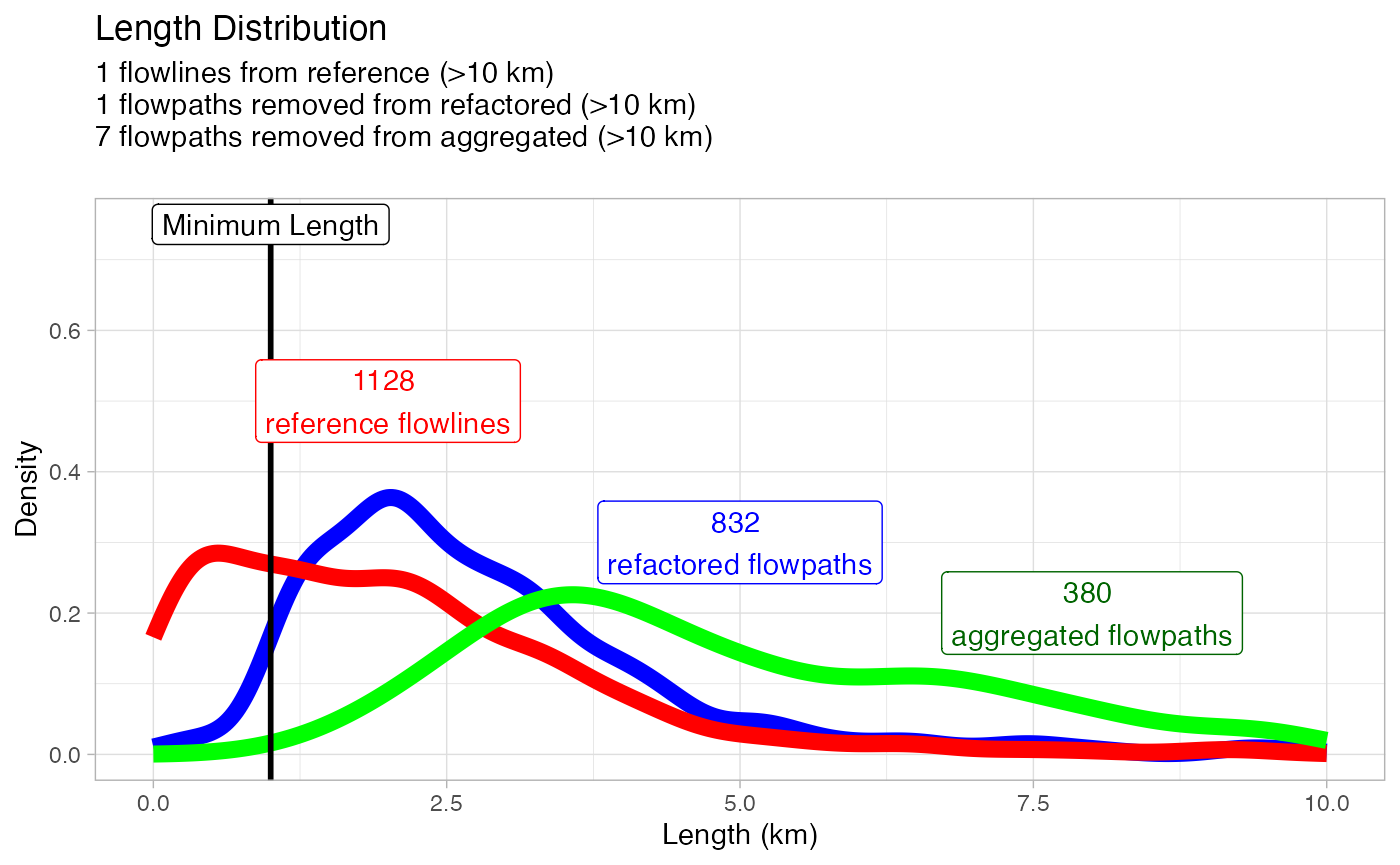 Length Distribution
1 flowlines from reference (>10 km)
1 flowpaths removed from refactored (>10 km)
7 flowpaths removed from aggregated (>10 km)
Minimum Length
1128
reference flowlines
832
refactored flowpaths
380
aggregated flowpaths
Density
0.6
0.4
0.2
0.0
0.0
2.5
5.0
7.5
10.0
Length (km)